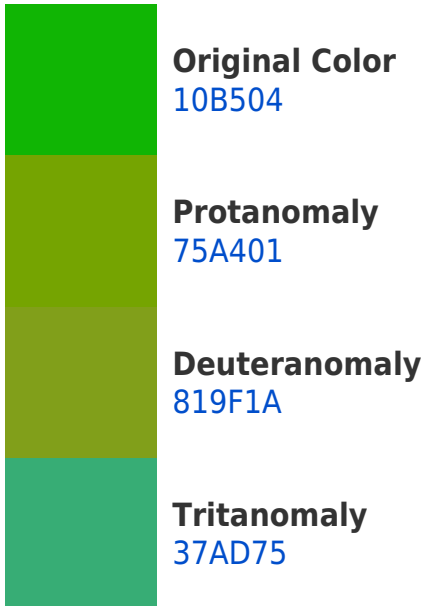 Original Color
10B504
Protanomaly
75A401
Deuteranomaly
819F1A
Tritanomaly
37AD75